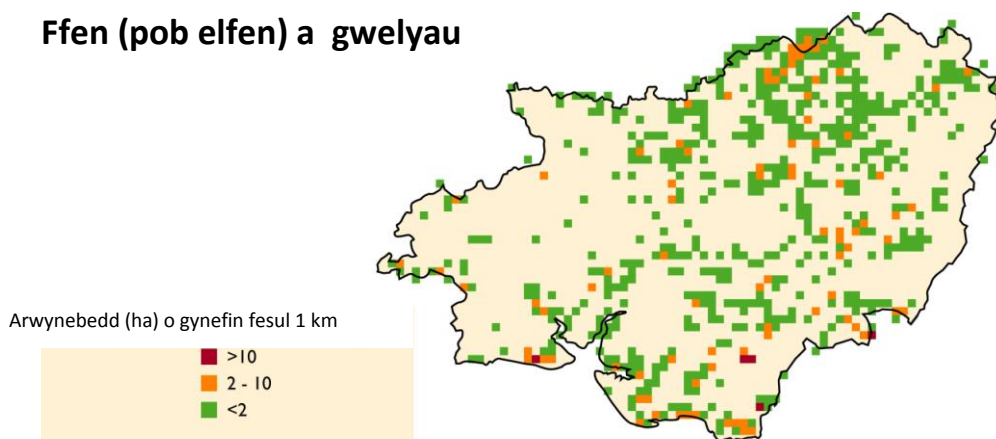 Ffen (pob elfen) a gwelyau
Arwynebedd (ha) o gynefin fesul 1 km
>10
2 - 10
<2